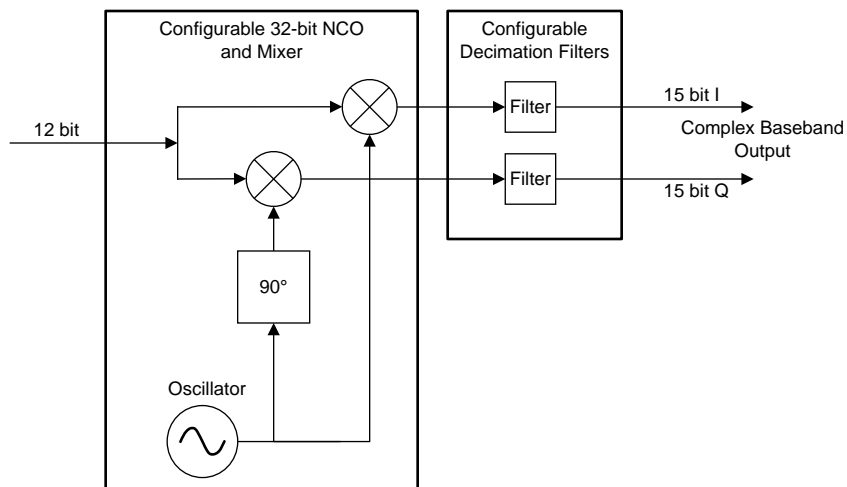 Configurable 32-bit NCO
and Mixer
Configurable
Decimation Filters
12 bit
Filter
15 bit I
Complex Baseband
Output
Filter
15 bit Q
90°
Oscillator